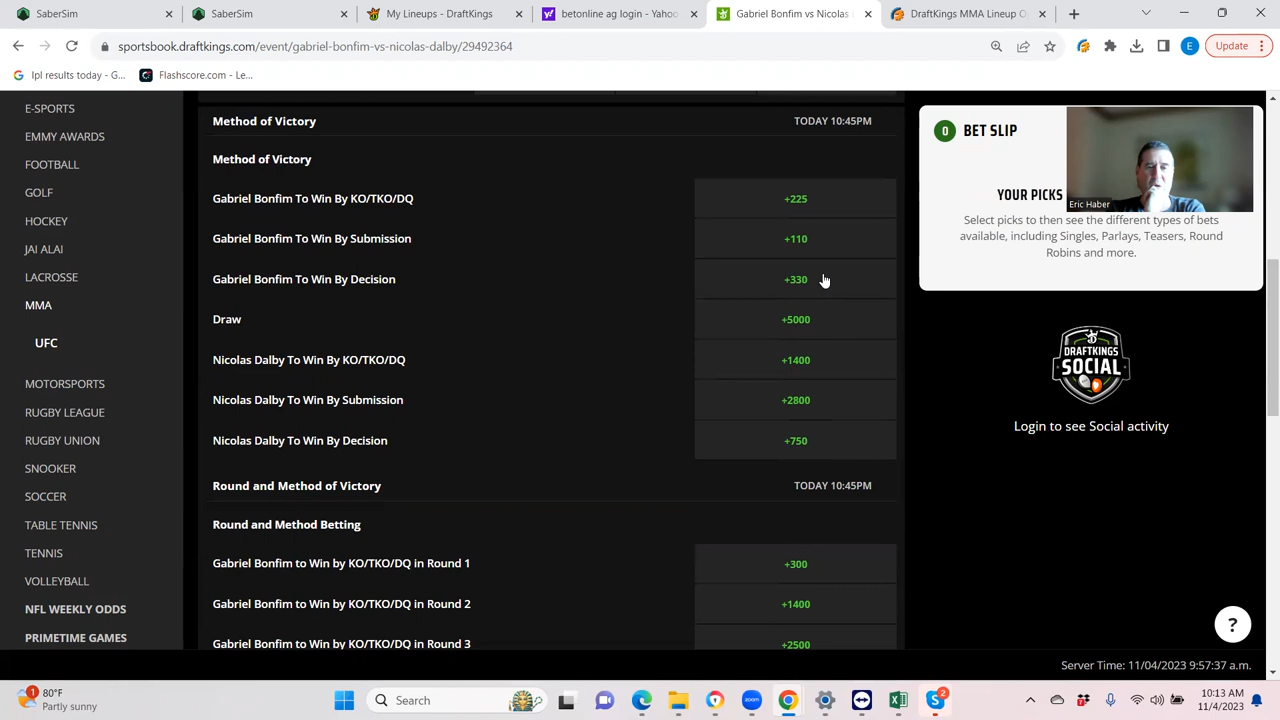 SaberSim
SaberSim
My Lineups - DraftKings
betonline ag login - Yahoo
Gabriel Bonfim vs Nicolas
DraftKings MMA Lineup O
sportsbook.draftkings.com/event/gabriel-bonfim-vs-nicolas-dalby/29492364
E
Update
lpl results today - G...
Flashscore.com - Le...
E-SPORTS
EMMY AWARDS
FOOTBALL
GOLF
HOCKEY
JAI ALAI
LACROSSE
MMA
UFC
MOTORSPORTS
RUGBY LEAGUE
RUGBY UNION
SNOOKER
SOCCER
TABLE TENNIS
TENNIS
VOLLEYBALL
NFL WEEKLY ODDS
PRIMETIME GAMES
Method of Victory TODAY 10:45PM
Method of Victory
Gabriel Bonfim To Win By KO/TKO/DQ +225
Gabriel Bonfim To Win By Submission +110
Gabriel Bonfim To Win By Decision +330
Draw +5000
Nicolas Dalby To Win By KO/TKO/DQ +1400
Nicolas Dalby To Win By Submission +2800
Nicolas Dalby To Win By Decision +750
Round and Method of Victory TODAY 10:45PM
Round and Method Betting
Gabriel Bonfim to Win by KO/TKO/DQ in Round 1 +300
Gabriel Bonfim to Win by KO/TKO/DQ in Round 2 +1400
Gabriel Bonfim to Win by KO/TKO/DQ in Round 3 +2500
0 BET SLIP
YOUR PICKS
Eric Haber
Select picks to then see the different types of bets
available, including Singles, Parlays, Teasers, Round
Robins and more.
DRAFTKINGS
SOCIAL
Login to see Social activity
?
Server Time: 11/04/2023 9:57:37 a.m.
1
80°F
Partly sunny
Search
zoom
2
10:13 AM
11/4/2023